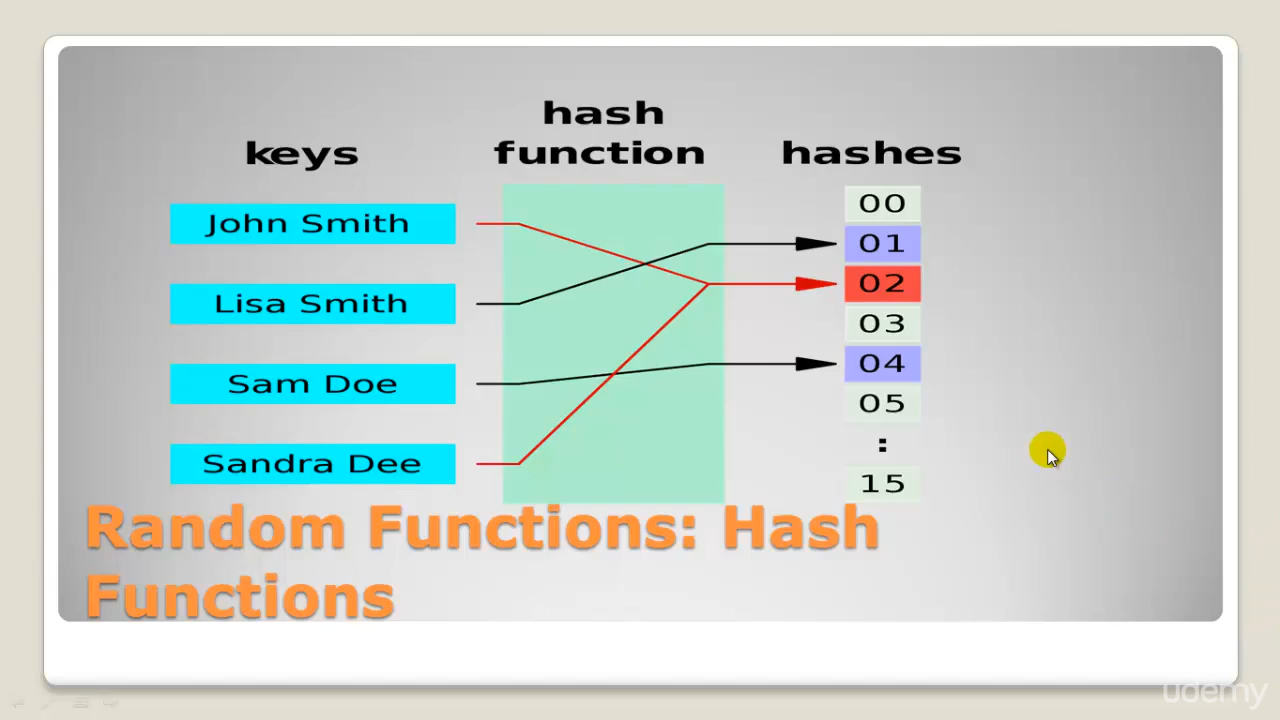 hash
keys function hashes
John Smith
Lisa Smith
Sam Doe
Sandra Dee
00
01
02
03
04
05
:
15
Random Functions: Hash
Functions
udemy